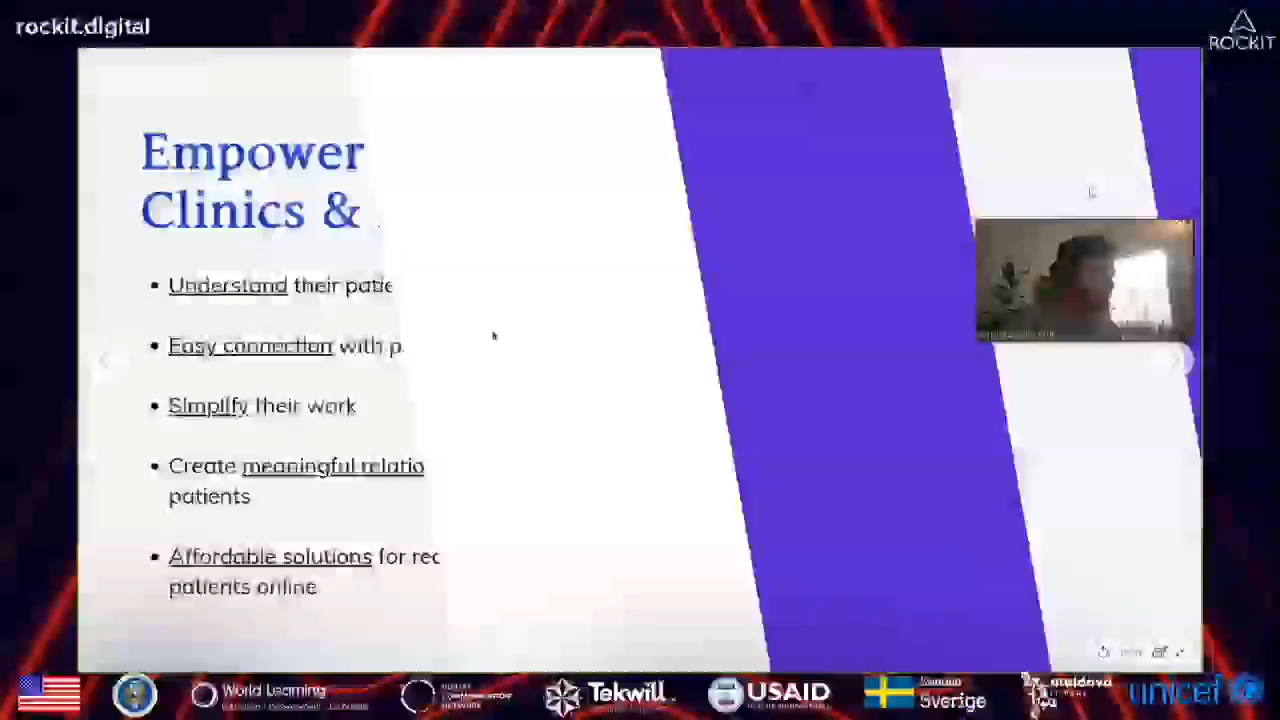 rockit.digital
ROCKIT
Empower
Clinics &
• Understand their patie
• Easy connection with p
• Simplify their work
• Create meaningful relatio
patients
• Affordable solutions for rec
patients online
World Learning
Tekwill
USAID
Sverige
moldova
unicef